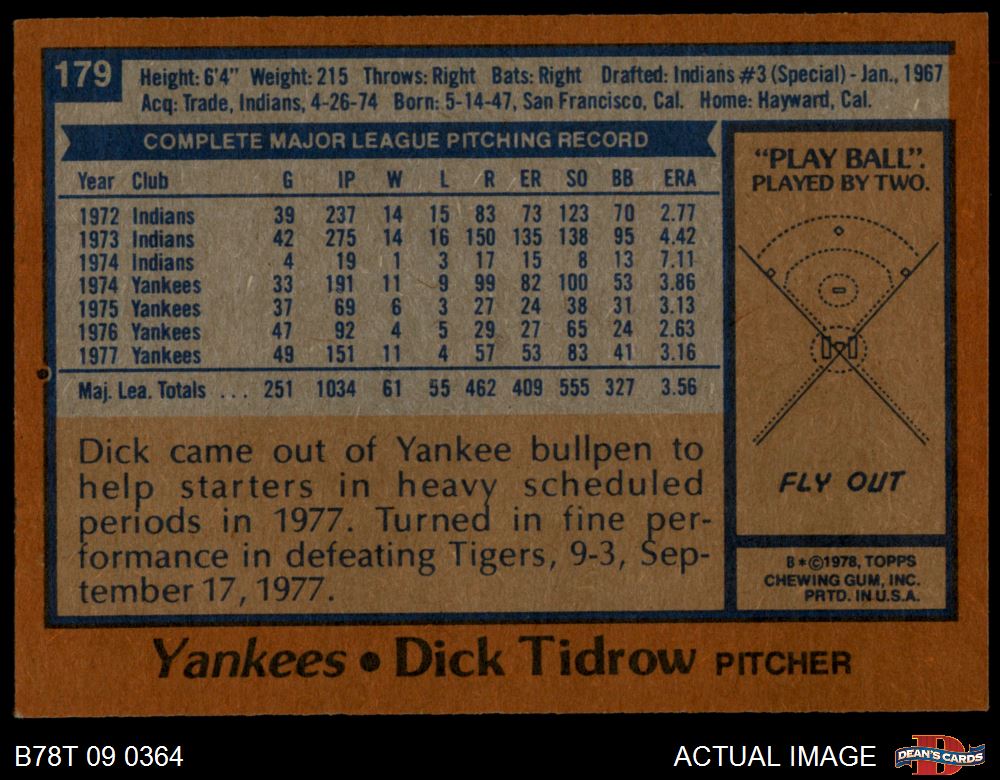 179
Height: 6'4" Weight: 215 Throws: Right Bats: Right Drafted: Indians #3 (Special) - Jan., 1967
Acq: Trade, Indians, 4-26-74 Born: 5-14-47, San Francisco, Cal. Home: Hayward, Cal.
COMPLETE MAJOR LEAGUE PITCHING RECORD
Year Club G IP W L R ER SO BB ERA
1972 Indians 39 237 14 15 83 73 123 70 2.77
1973 Indians 42 275 14 16 150 135 138 95 4.42
1974 Indians 4 19 1 3 17 15 8 13 7.11
1974 Yankees 33 191 11 9 99 82 100 53 3.86
1975 Yankees 37 69 6 3 27 24 38 31 3.13
1976 Yankees 47 92 4 5 29 27 65 24 2.63
1977 Yankees 49 151 11 4 57 53 83 41 3.16
Maj. Lea. Totals ... 251 1034 61 55 462 409 555 327 3.56
Dick came out of Yankee bullpen to
help starters in heavy scheduled
periods in 1977. Turned in fine per-
formance in defeating Tigers, 9-3, Sep-
tember 17, 1977.
"PLAY BALL".
PLAYED BY TWO.
FLY OUT
B*©1978, TOPPS
CHEWING GUM, INC.
PRTD. IN U.S.A.
Yankees • Dick Tidrow PITCHER
B78T 09 0364
ACTUAL IMAGE
DEAN'S CARDS